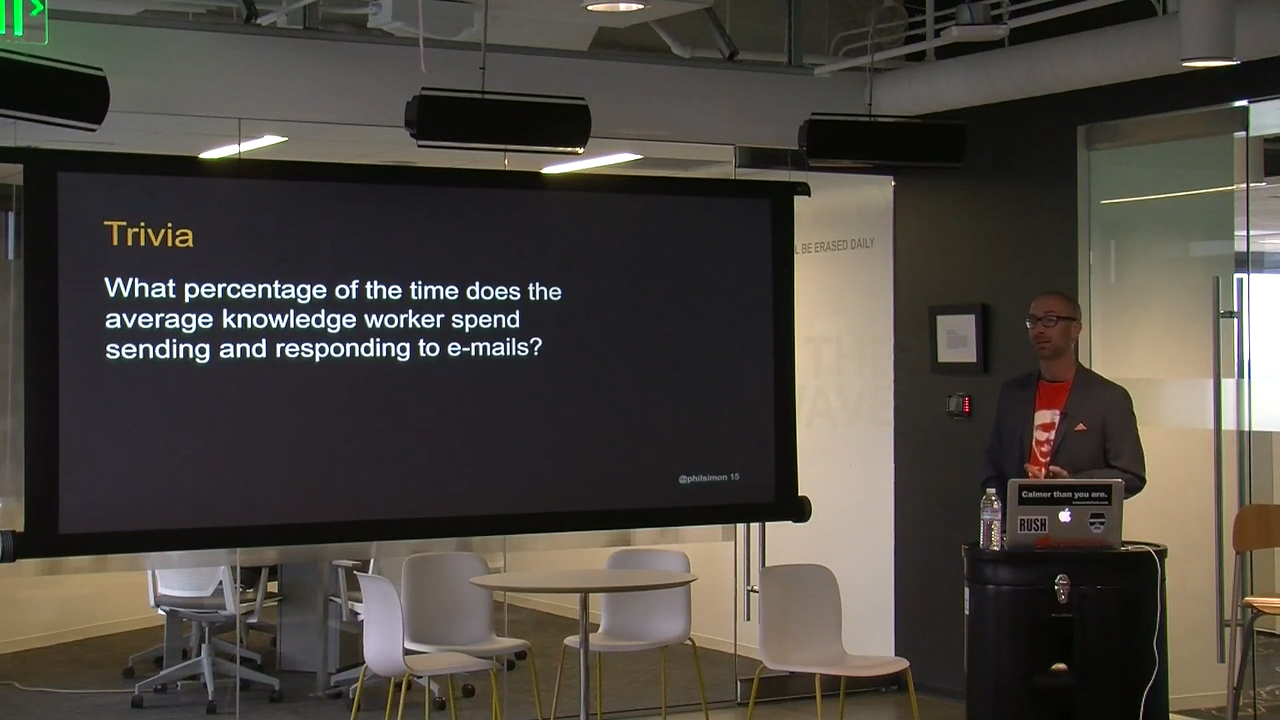 Trivia
What percentage of the time does the
average knowledge worker spend
sending and responding to e-mails?
@philsimon 15
BE ERASED DAILY
Calmer than you are.
RUSH